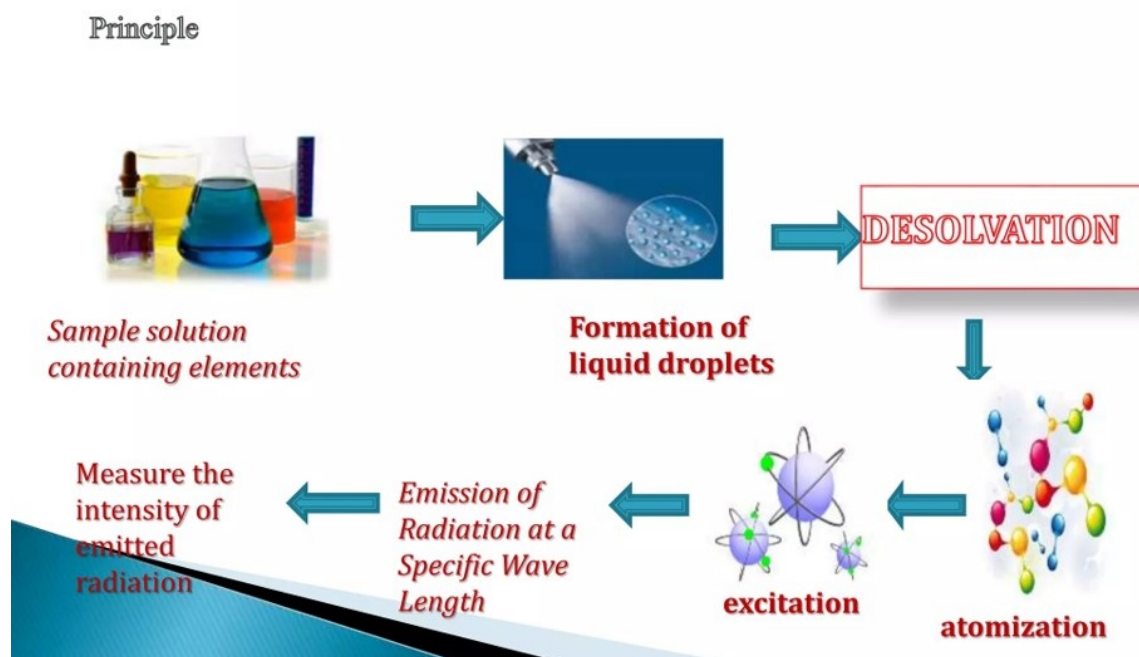 Principle
DESOLVATION
Sample solution
containing elements
Formation of
liquid droplets
Measure the
intensity of
emitted
radiation
Emission of
Radiation at a
Specific Wave
Length
excitation
atomization